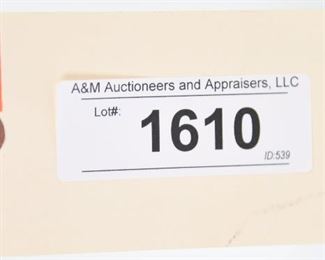 A&M Auctioneers and Appraisers, LLC
Lot#:
1610
ID:539